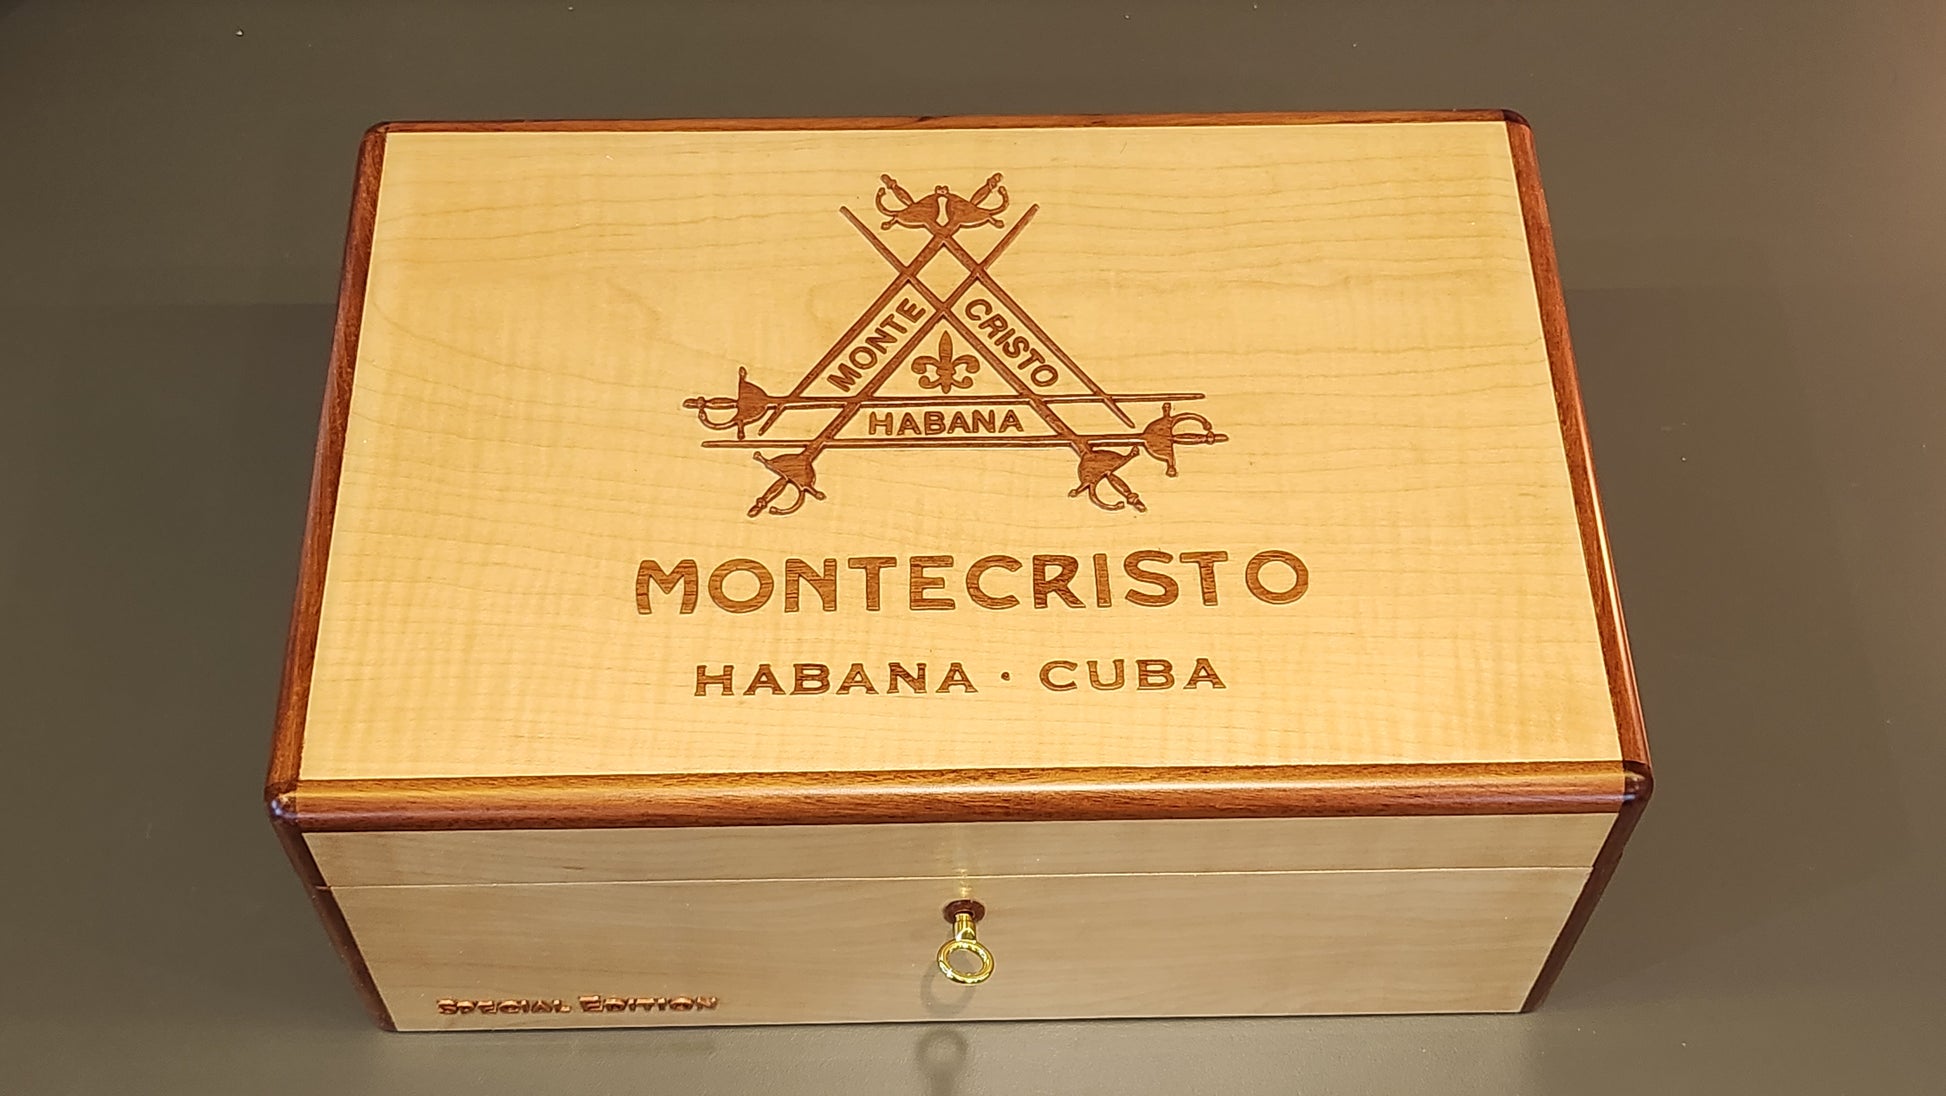 MONTE CRISTO
HABANA
MONTECRISTO
HABANA · CUBA
SPECIAL EDITION